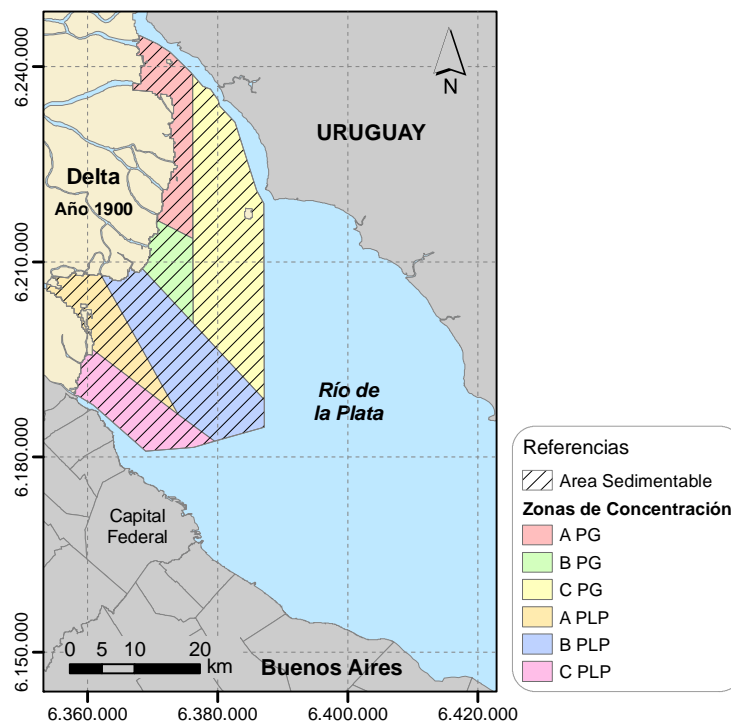 6.240.000
6.210.000
6.180.000
6.150.000
N
URUGUAY
Delta
Año 1900
Río de
la Plata
Capital
Federal
0 5 10 20
km
Buenos Aires
6.360.000 6.380.000 6.400.000 6.420.000
Referencias
Area Sedimentable
Zonas de Concentración
A PG
B PG
C PG
A PLP
B PLP
C PLP